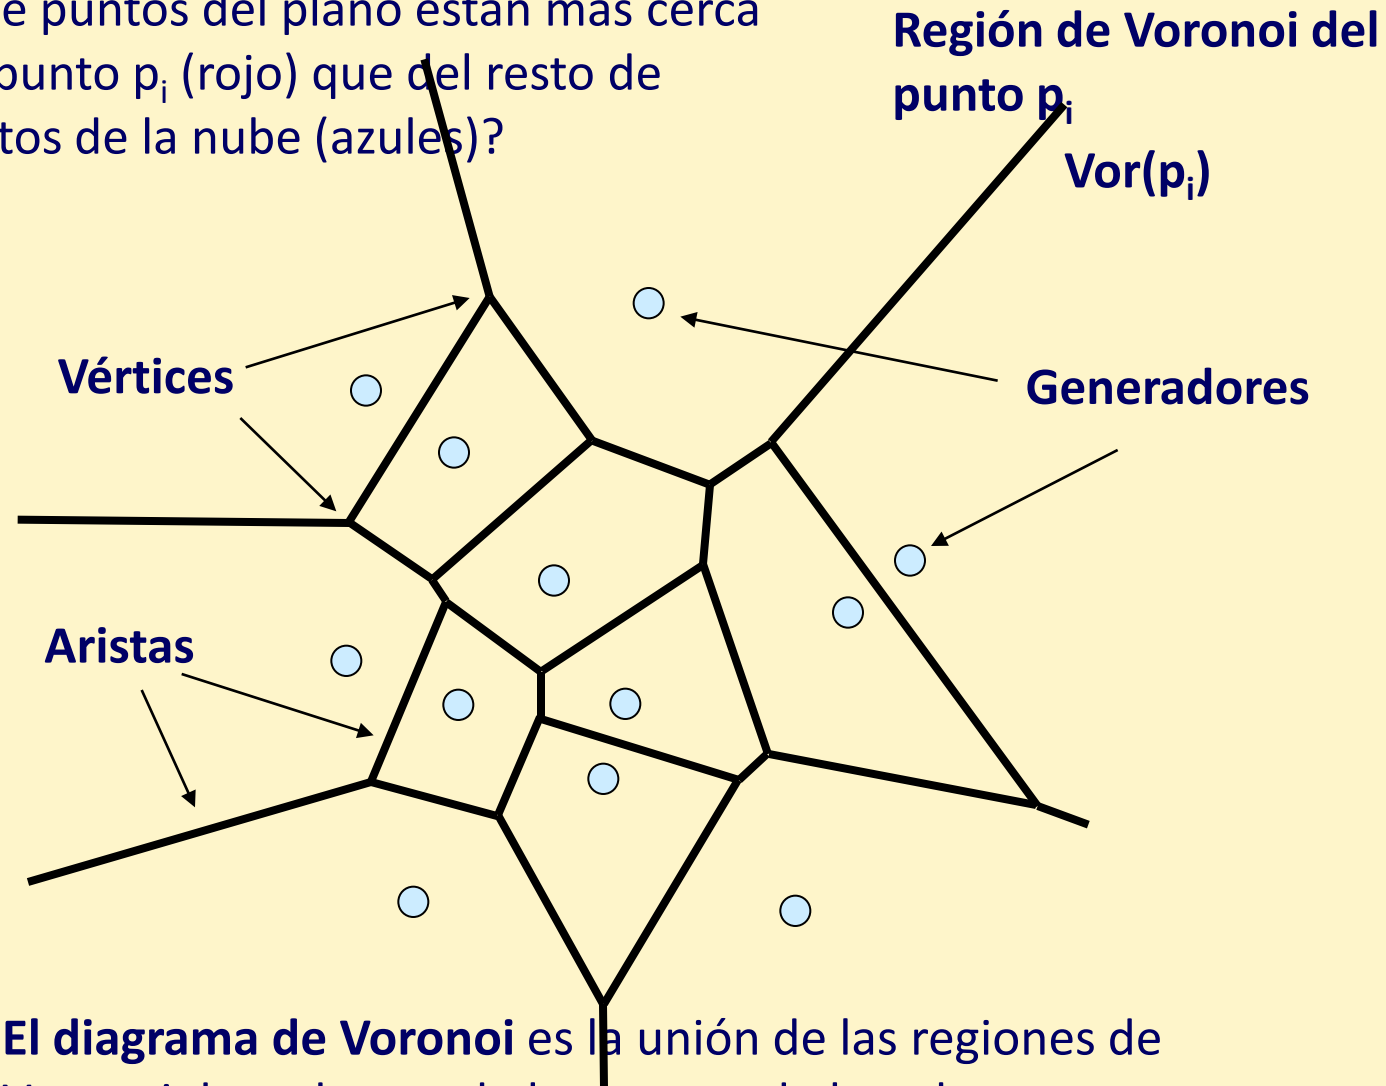 e puntos del plano están más cerca
punto pi (rojo) que del resto de
tos de la nube (azules)?
Región de Voronoi del
punto pi
Vor(pi)
Vértices
Generadores
Aristas
El diagrama de Voronoi es la unión de las regiones de